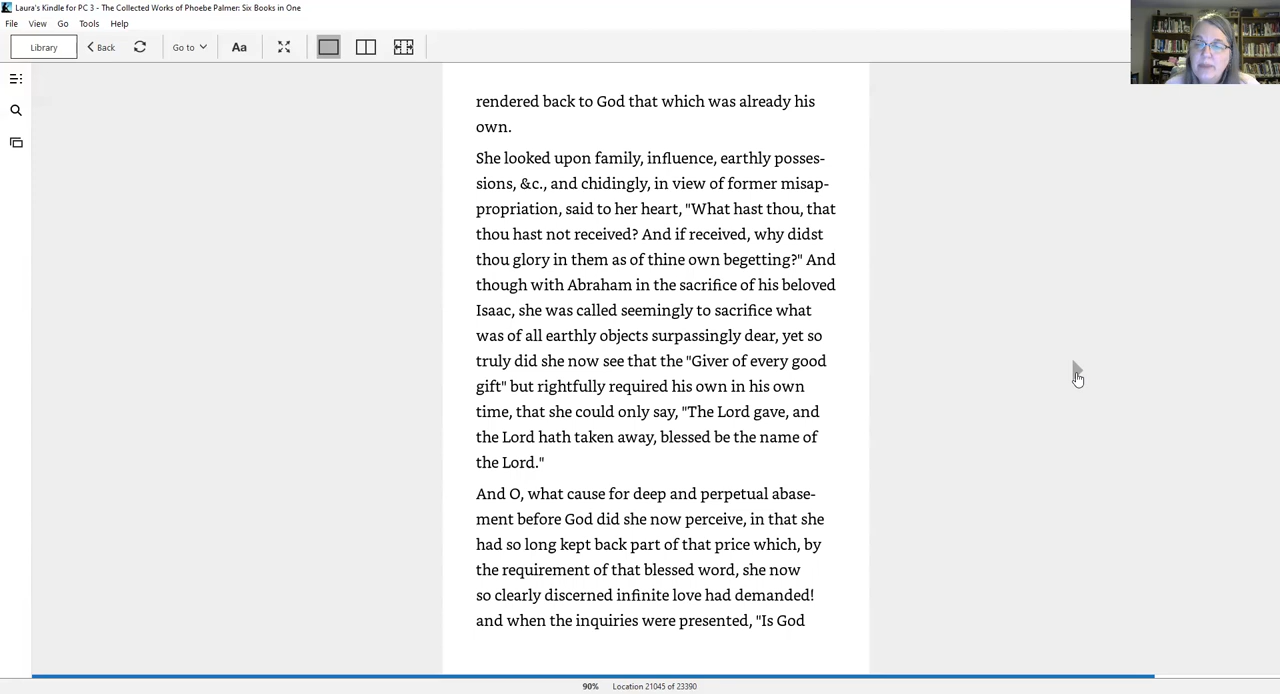 Laura's Kindle for PC 3 - The Collected Works of Phoebe Palmer: Six Books in One
File View Go Tools Help
Library Back Go to Aa
rendered back to God that which was already his
own.
She looked upon family, influence, earthly posses-
sions, &c., and chidingly, in view of former misap-
propriation, said to her heart, "What hast thou, that
thou hast not received? And if received, why didst
thou glory in them as of thine own begetting?" And
though with Abraham in the sacrifice of his beloved
Isaac, she was called seemingly to sacrifice what
was of all earthly objects surpassingly dear, yet so
truly did she now see that the "Giver of every good
gift" but rightfully required his own in his own
time, that she could only say, "The Lord gave, and
the Lord hath taken away, blessed be the name of
the Lord."
And O, what cause for deep and perpetual abase-
ment before God did she now perceive, in that she
had so long kept back part of that price which, by
the requirement of that blessed word, she now
so clearly discerned infinite love had demanded!
and when the inquiries were presented, "Is God
90% Location 21045 of 23390